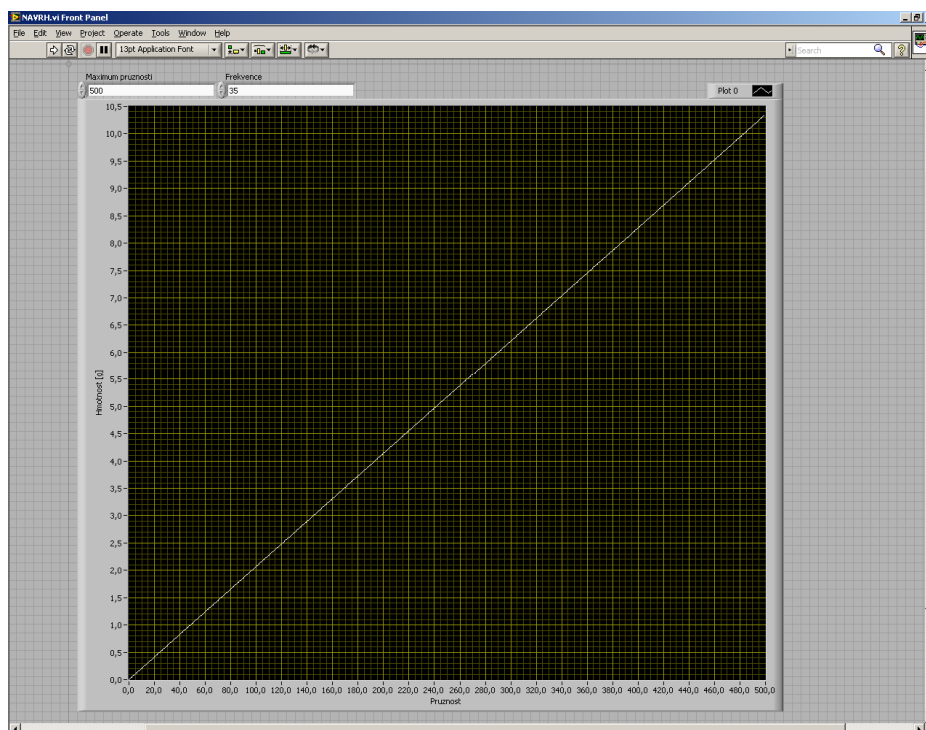 NAVRH.vi Front Panel
File Edit View Project Operate Tools Window Help
13pt Application Font
Search
Maximum pruznosti
Frekvence
500
35
Plot 0
10,5
10,0
9,5
9,0
8,5
8,0
7,5
7,0
6,5
6,0
5,5
5,0
4,5
4,0
3,5
3,0
2,5
2,0
1,5
1,0
0,5
0,0
Hmotnost [g]
0,0 20,0 40,0 60,0 80,0 100,0 120,0 140,0 160,0 180,0 200,0 220,0 240,0 260,0 280,0 300,0 320,0 340,0 360,0 380,0 400,0 420,0 440,0 460,0 480,0 500,0
Pruznost